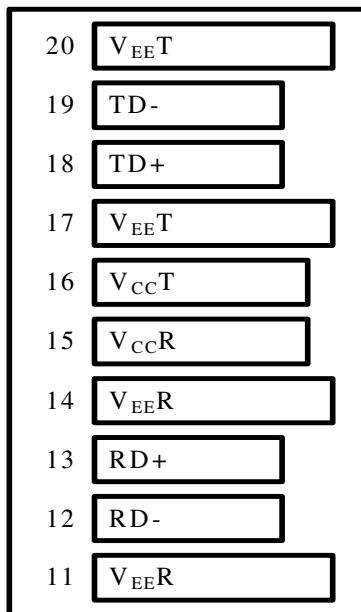 20 VEET
19 TD-
18 TD+
17 VEET
16 VCCT
15 VCCR
14 VEER
13 RD+
12 RD-
11 VEER